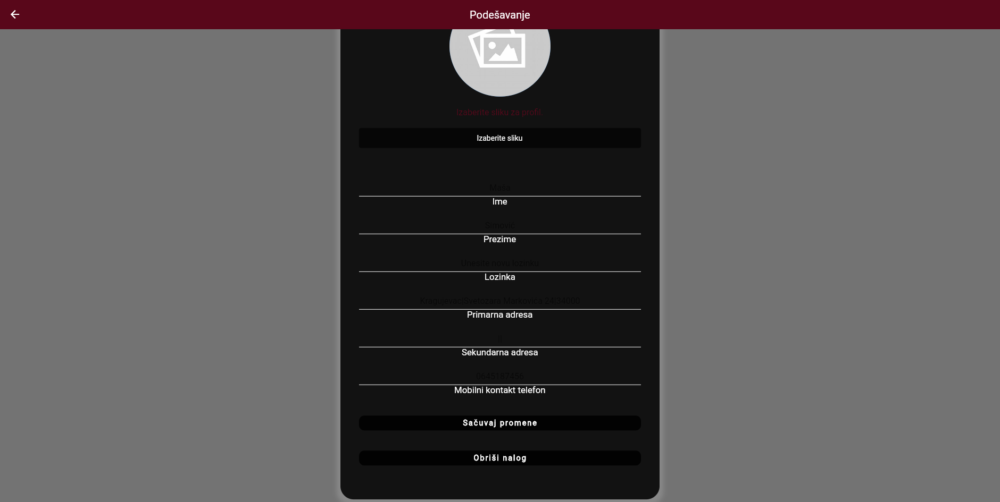 Podešavanje
Izaberite sliku za profil
Izaberite sliku
Maša
Ime
Simović
Prezime
Unesite novu lozinku
Lozinka
Kragujevac|Svetozara Markovića 24|34000
Primarna adresa
||
Sekundarna adresa
0645187456
Mobilni kontakt telefon
Sačuvaj promene
Obriši nalog